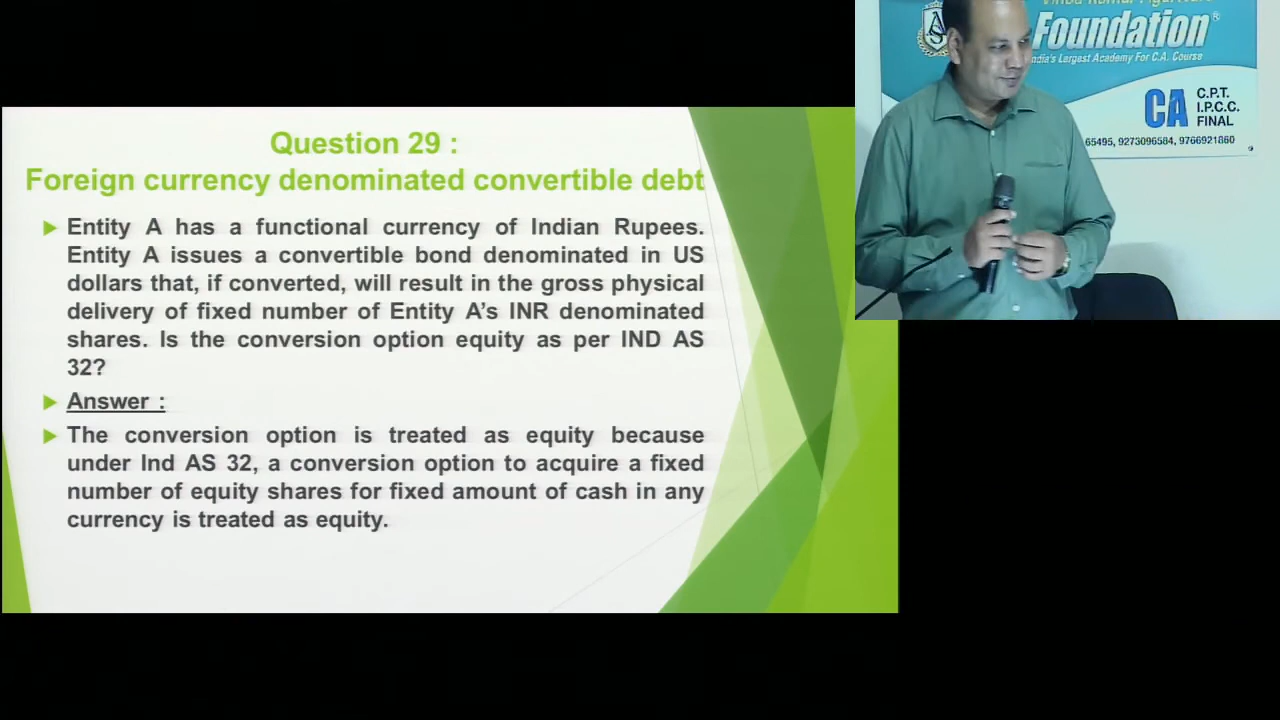 Question 29 :
Foreign currency denominated convertible debt
Entity A has a functional currency of Indian Rupees.
Entity A issues a convertible bond denominated in US
dollars that, if converted, will result in the gross physical
delivery of fixed number of Entity A’s INR denominated
shares. Is the conversion option equity as per IND AS
32?
Answer :
The conversion option is treated as equity because
under Ind AS 32, a conversion option to acquire a fixed
number of equity shares for fixed amount of cash in any
currency is treated as equity.
Foundation®
India's Largest Academy For C.A. Course
CA
C.P.T.
I.P.C.C.
FINAL
65495, 9273096584, 9766921860